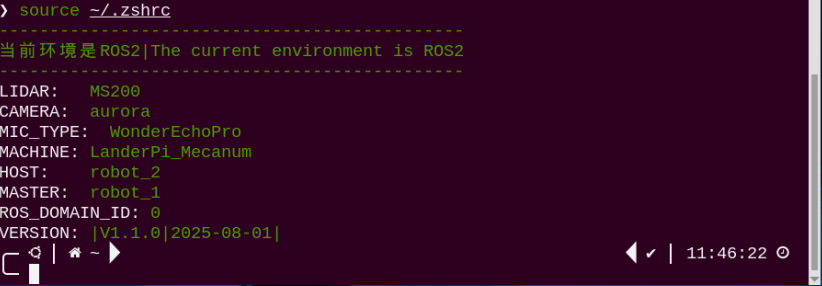 ❯ source ~/.zshrc
-----------------------------------------------
当前环境是ROS2|The current environment is ROS2
-----------------------------------------------
LIDAR: MS200
CAMERA: aurora
MIC_TYPE: WonderEchoPro
MACHINE: LanderPi_Mecanum
HOST: robot_2
MASTER: robot_1
ROS_DOMAIN_ID: 0
VERSION: |V1.1.0|2025-08-01|
~ ✔ | 11:46:22